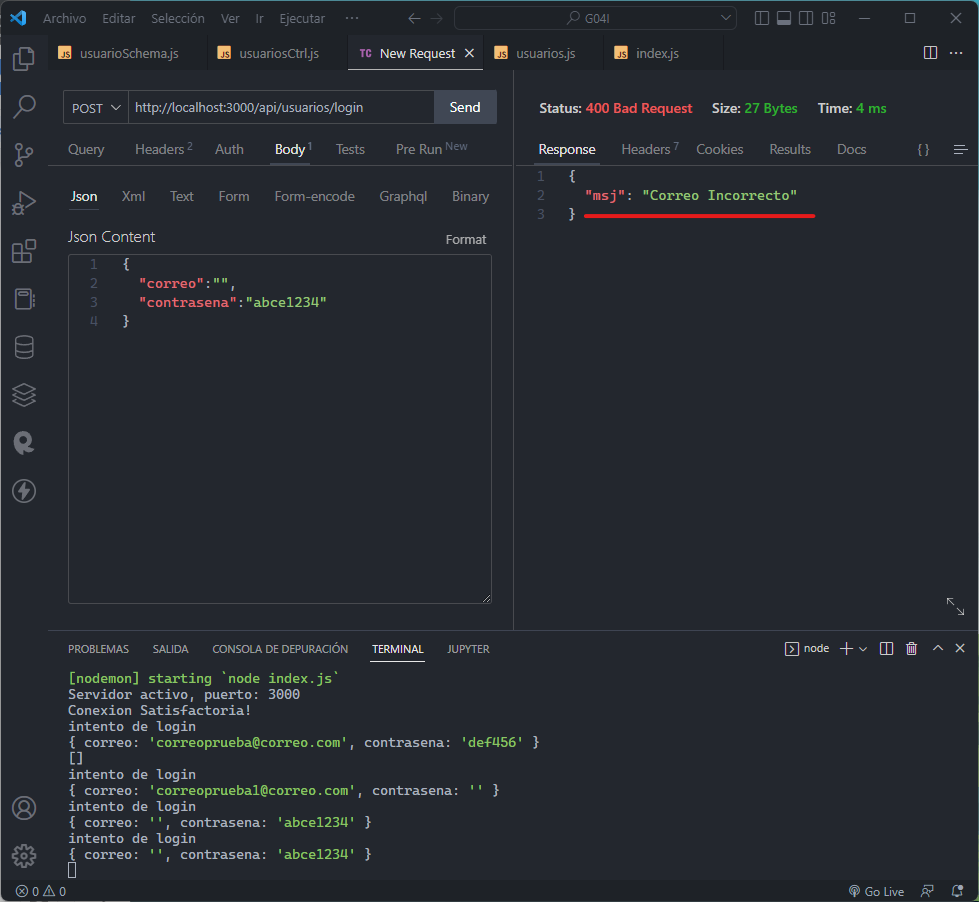 Archivo Editar Selección Ver Ir Ejecutar ··· G04I
JS usuarioSchema.js JS usuariosCtrl.js TC New Request JS usuarios.js JS index.js ···
POST http://localhost:3000/api/usuarios/login Send
Status: 400 Bad Request Size: 27 Bytes Time: 4 ms
Query Headers 2 Auth Body 1 Tests Pre Run New
Response Headers 7 Cookies Results Docs { }
1 {
2 "msj": "Correo Incorrecto"
3 }
Json Xml Text Form Form-encode Graphql Binary
Json Content Format
1 {
2 "correo":"",
3 "contrasena":"abce1234"
4 }
PROBLEMAS SALIDA CONSOLA DE DEPURACIÓN TERMINAL JUPYTER node
[nodemon] starting `node index.js`
Servidor activo, puerto: 3000
Conexion Satisfactoria!
intento de login
{ correo: 'correoprueba@correo.com', contrasena: 'def456' }
[]
intento de login
{ correo: 'correoprueba1@correo.com', contrasena: '' }
intento de login
{ correo: '', contrasena: 'abce1234' }
intento de login
{ correo: '', contrasena: 'abce1234' }
0 0 Go Live